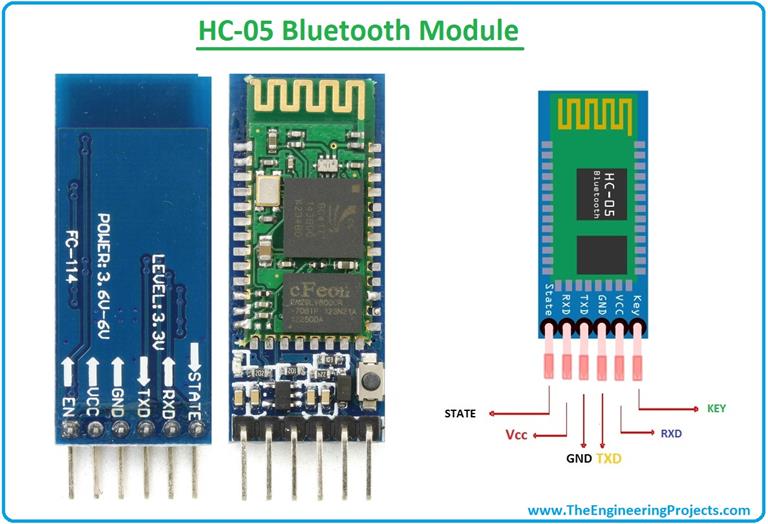 HC-05 Bluetooth Module
FC-114
POWER:3.6V-6V
LEVEL:3.3V
EN
VCC
GND
TXD
RXD
STATE
cFeon
HC-05
Bluetooth
State
RXD
TXD
GND
VCC
Key
STATE
Vcc
GND
TXD
RXD
KEY
www.TheEngineeringProjects.com